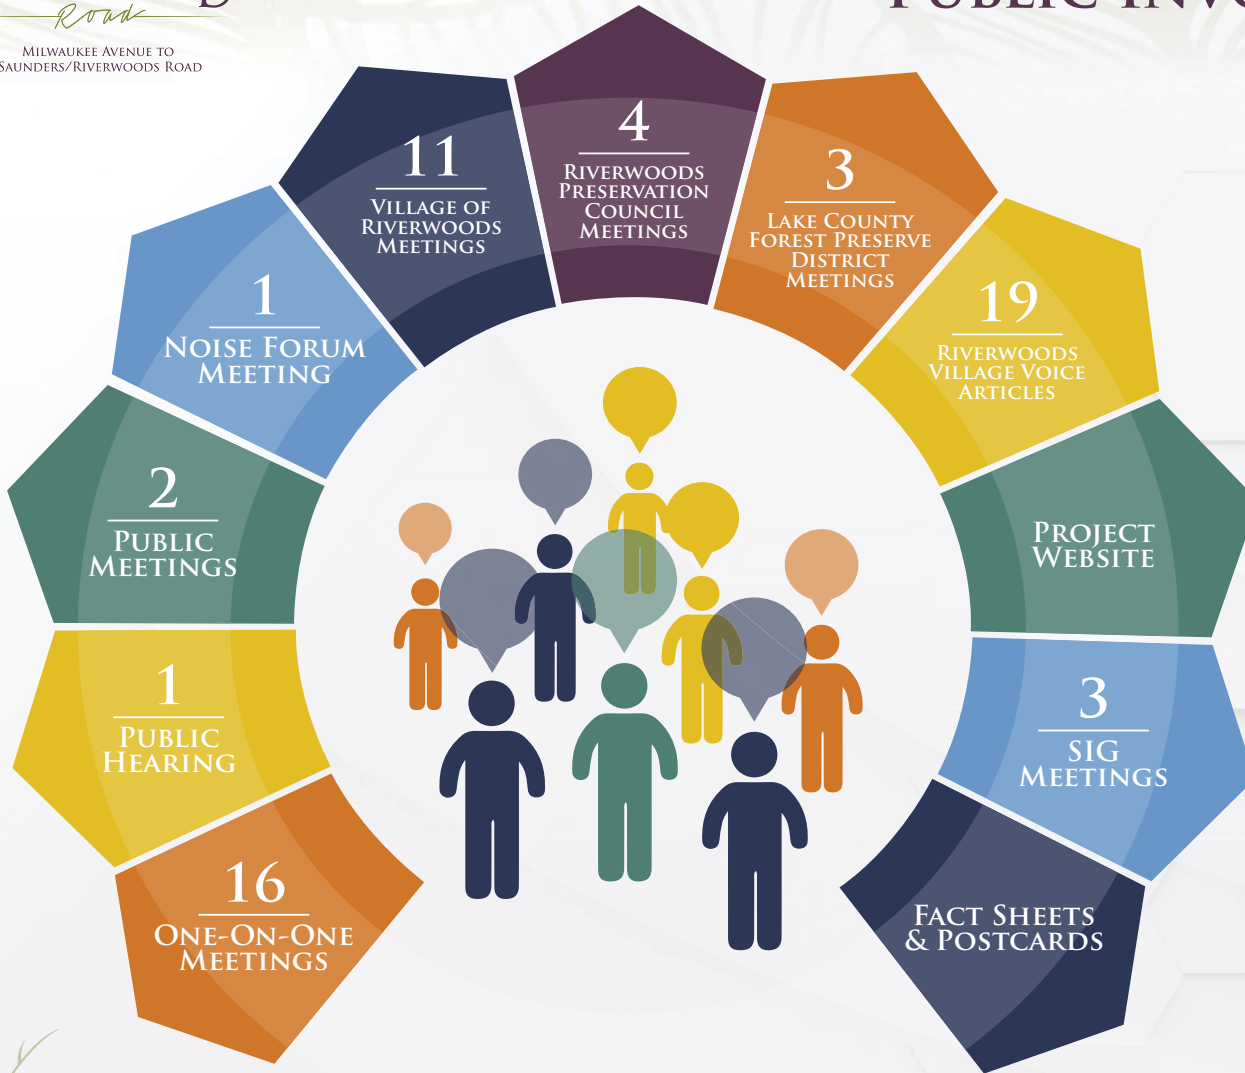 Road
MILWAUKEE AVENUE TO
SAUNDERS/RIVERWOODS ROAD
PUBLIC
16
ONE-ON-ONE
MEETINGS
1
PUBLIC
HEARING
2
PUBLIC
MEETINGS
1
NOISE FORUM
MEETING
11
VILLAGE OF
RIVERWOODS
MEETINGS
4
RIVERWOODS
PRESERVATION
COUNCIL
MEETINGS
3
LAKE COUNTY
FOREST PRESERVE
DISTRICT
MEETINGS
19
RIVERWOODS
VILLAGE VOICE
ARTICLES
PROJECT
WEBSITE
3
SIG
MEETINGS
FACT SHEETS
& POSTCARDS